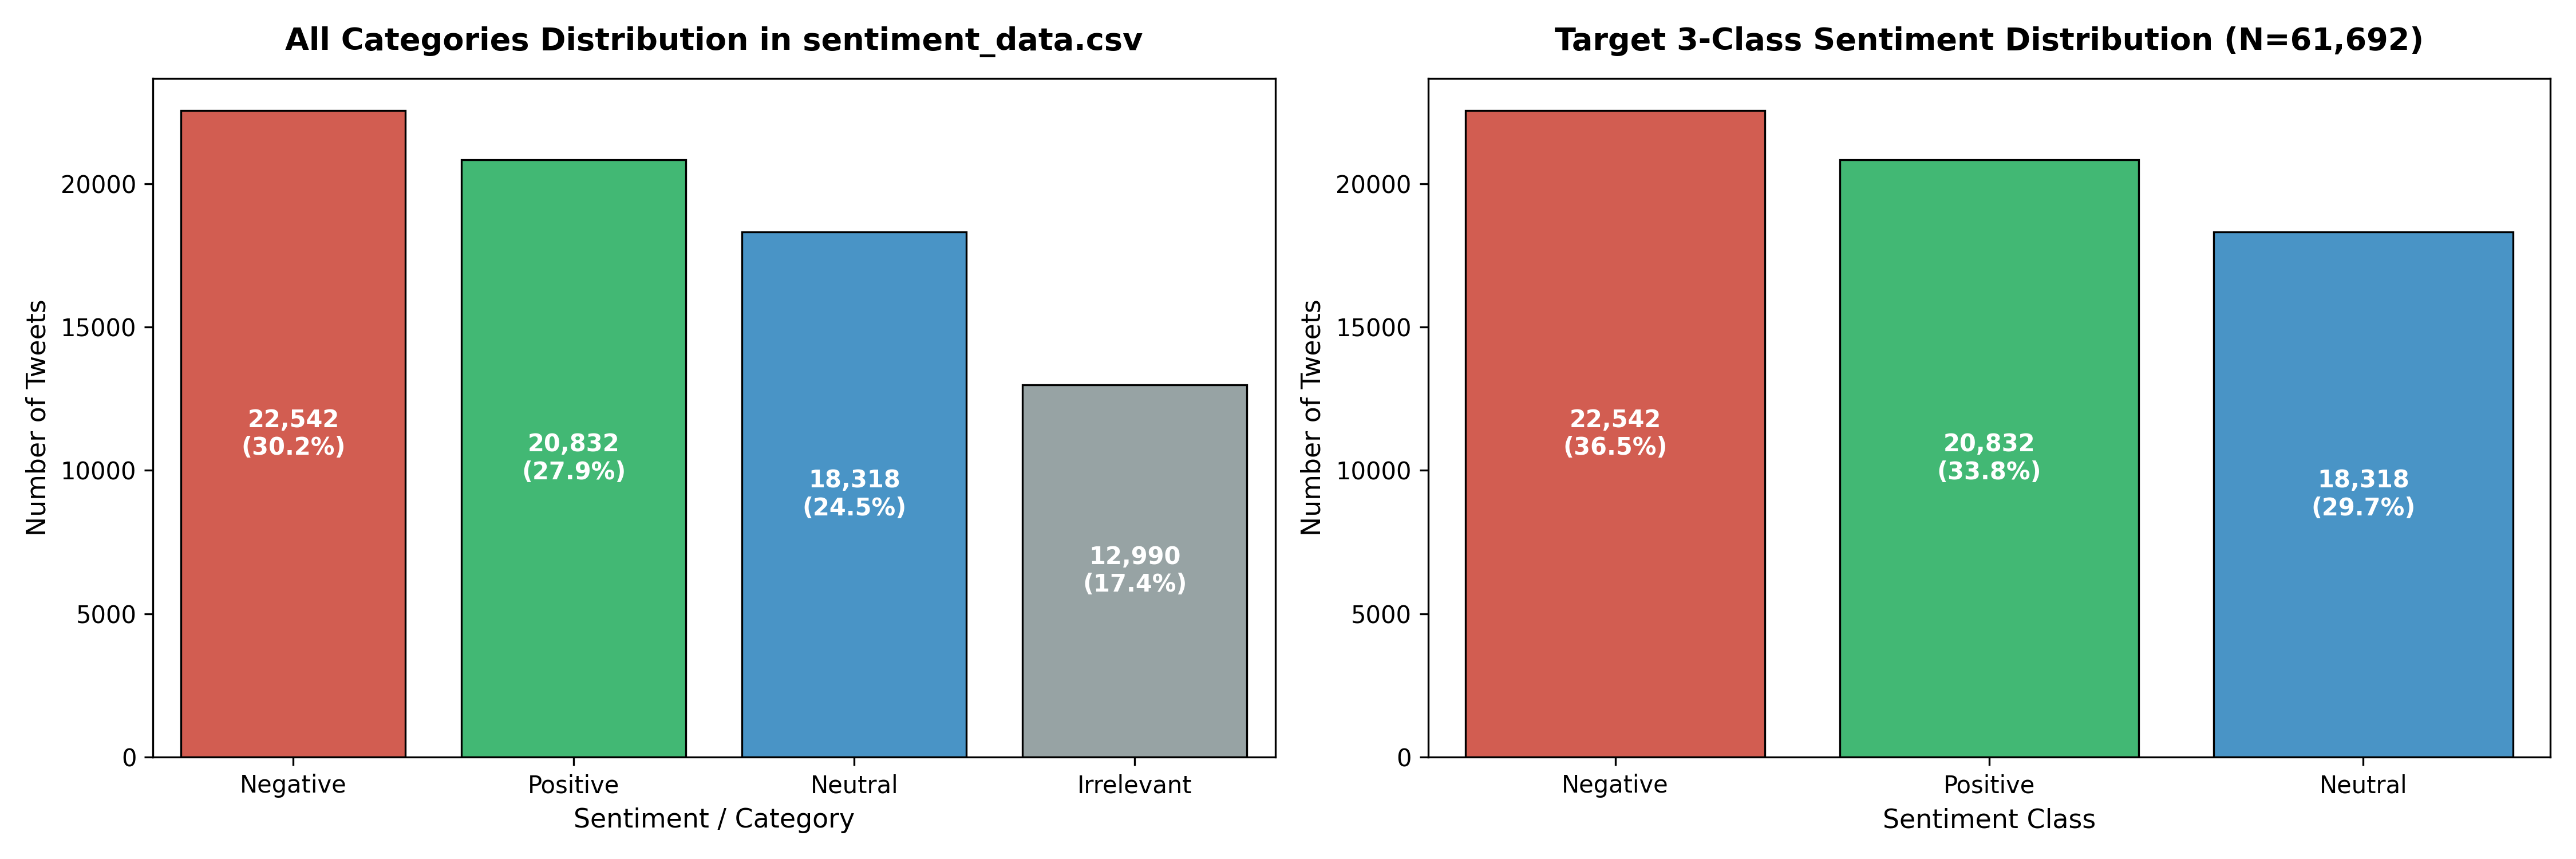 All Categories Distribution in sentiment_data.csv
Number of Tweets
20000
15000
10000
5000
0
22,542
(30.2%)
20,832
(27.9%)
18,318
(24.5%)
12,990
(17.4%)
Negative
Positive
Neutral
Irrelevant
Sentiment / Category
Target 3-Class Sentiment Distribution (N=61,692)
Number of Tweets
20000
15000
10000
5000
0
22,542
(36.5%)
20,832
(33.8%)
18,318
(29.7%)
Negative
Positive
Neutral
Sentiment Class